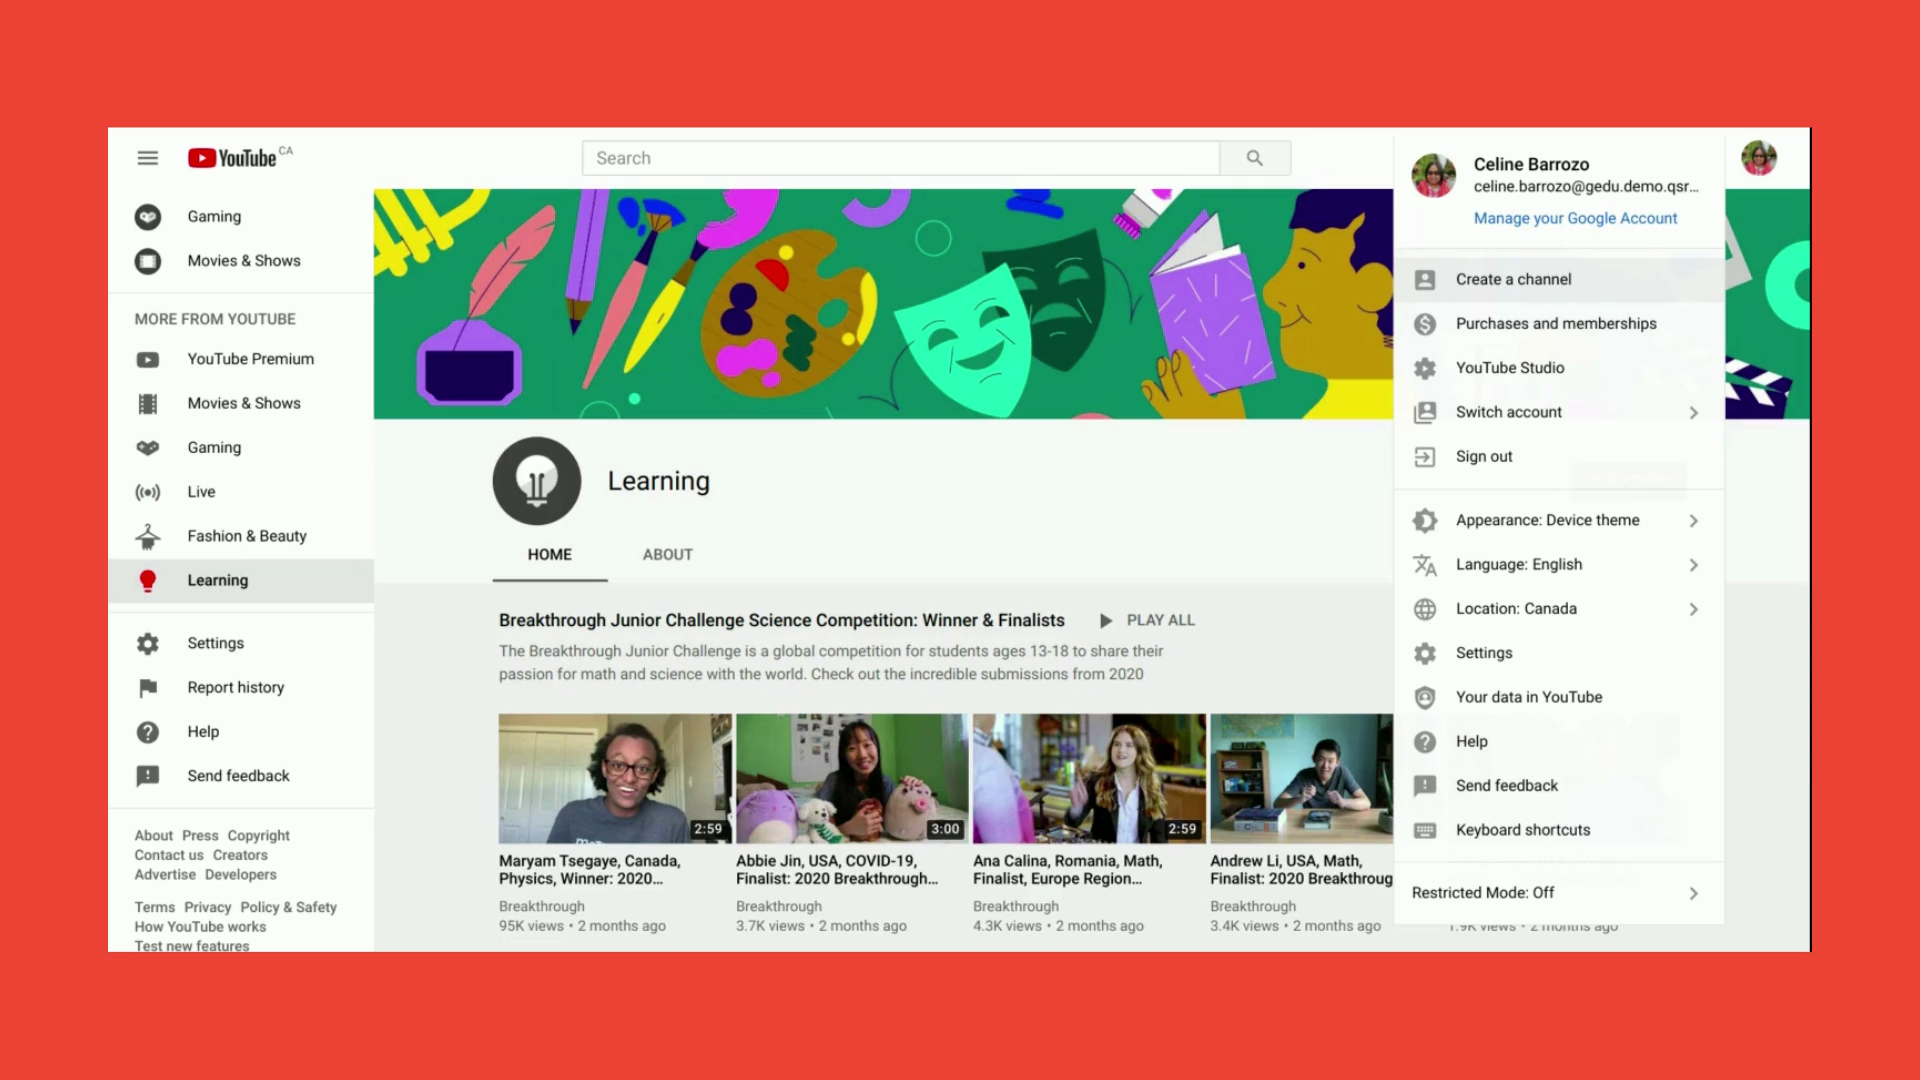 YouTube CA
Search
Gaming
Movies & Shows
MORE FROM YOUTUBE
YouTube Premium
Movies & Shows
Gaming
Live
Fashion & Beauty
Learning
Settings
Report history
Help
Send feedback
About Press Copyright
Contact us Creators
Advertise Developers
Terms Privacy Policy & Safety
How YouTube works
Test new features
Learning
HOME ABOUT
Breakthrough Junior Challenge Science Competition: Winner & Finalists
PLAY ALL
The Breakthrough Junior Challenge is a global competition for students ages 13-18 to share their
passion for math and science with the world. Check out the incredible submissions from 2020
2:59
Maryam Tsegaye, Canada,
Physics, Winner: 2020...
Breakthrough
95K views • 2 months ago
3:00
Abbie Jin, USA, COVID-19,
Finalist: 2020 Breakthrough...
Breakthrough
3.7K views • 2 months ago
2:59
Ana Calina, Romania, Math,
Finalist, Europe Region...
Breakthrough
4.3K views • 2 months ago
Andrew Li, USA, Math,
Finalist: 2020 Breakthroug
Breakthrough
3.4K views • 2 months ago
1.9K views • 2 months ago
Celine Barrozo
celine.barrozo@gedu.demo.qsr...
Manage your Google Account
Create a channel
Purchases and memberships
YouTube Studio
Switch account
Sign out
Appearance: Device theme
Language: English
Location: Canada
Settings
Your data in YouTube
Help
Send feedback
Keyboard shortcuts
Restricted Mode: Off